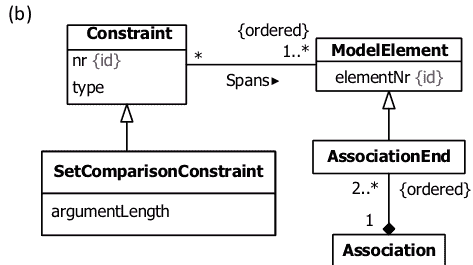 (b)
Constraint
nr {id}
type
{ordered}
*
1..*
Spans▸
ModelElement
elementNr {id}
SetComparisonConstraint
argumentLength
AssociationEnd
2..*
{ordered}
1
Association